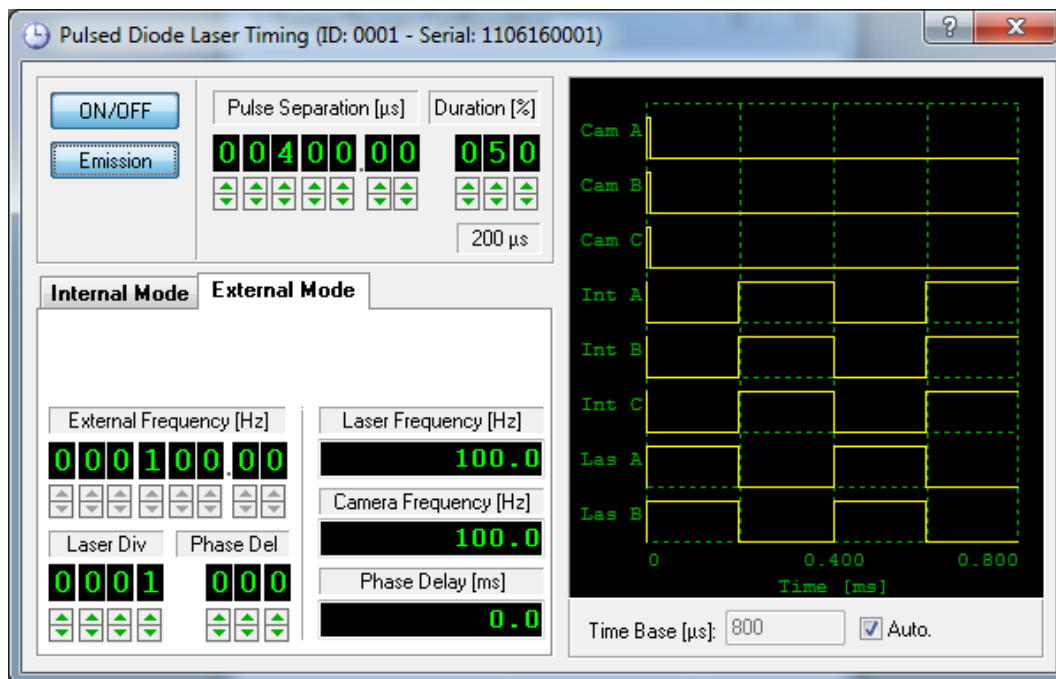 Pulsed Diode Laser Timing (ID: 0001 - Serial: 1106160001)
ON/OFF
Emission
Pulse Separation [µs]
00400.00
Duration [%]
050
200 µs
Internal Mode
External Mode
External Frequency [Hz]
000100.00
Laser Div
0001
Phase Del
000
Laser Frequency [Hz]
100.0
Camera Frequency [Hz]
100.0
Phase Delay [ms]
0.0
Cam A
Cam B
Cam C
Int A
Int B
Int C
Las A
Las B
0 0.400 0.800
Time [ms]
Time Base [µs]: 800 Auto.